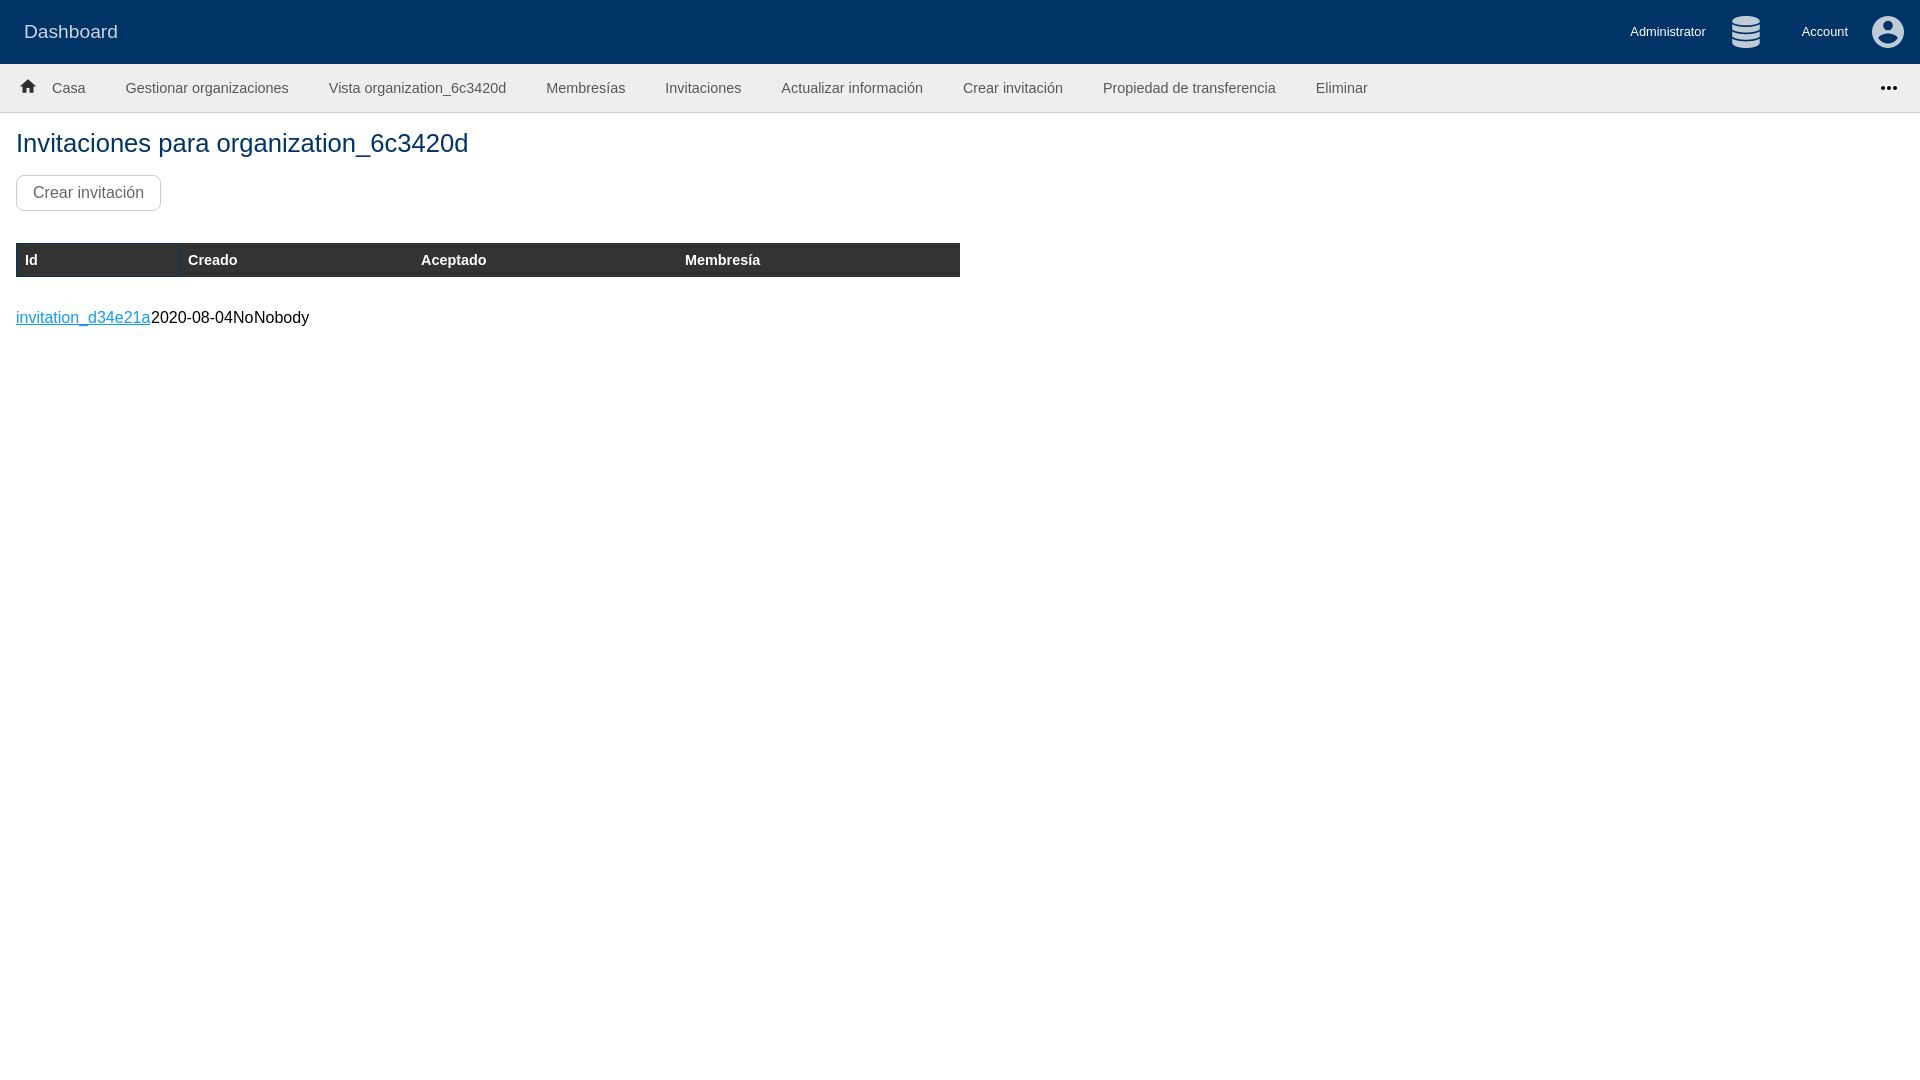 Dashboard Administrator Account
Casa Gestionar organizaciones Vista organization_6c3420d Membresías Invitaciones Actualizar información Crear invitación Propiedad de transferencia Eliminar
Invitaciones para organization_6c3420d
Crear invitación
Id Creado Aceptado Membresía
invitation_d34e21a2020-08-04NoNobody